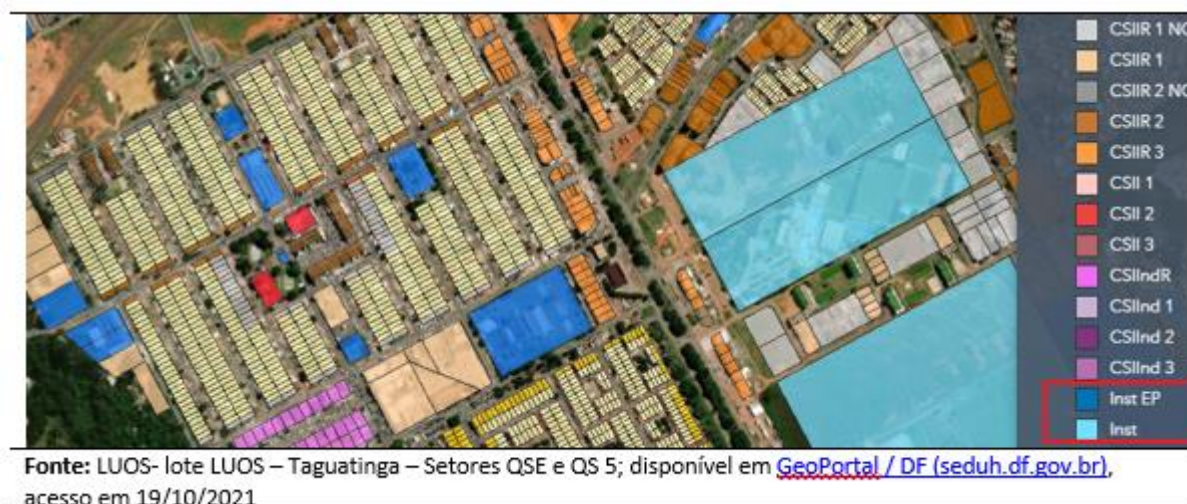 CSIIR 1 NO
CSIIR 1
CSIIR 2 NO
CSIIR 2
CSIIR 3
CSII 1
CSII 2
CSII 3
CSIIndR
CSIInd 1
CSIInd 2
CSIInd 3
Inst EP
Inst
Fonte: LUOS- lote LUOS – Taguatinga – Setores QSE e QS 5; disponível em GeoPortal / DF (seduh.df.gov.br),
acesso em 19/10/2021